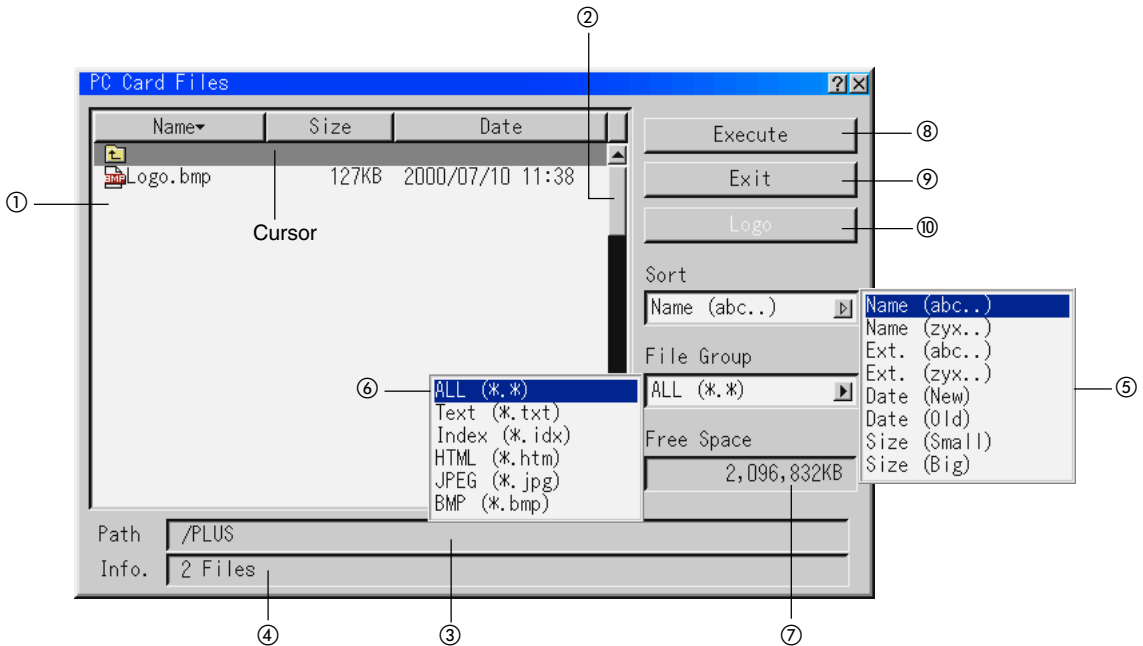 ②
PC Card Files ? ×
Name▾ Size Date
Logo.bmp 127KB 2000/07/10 11:38
BMP
①
Cursor
Execute ⑧
Exit ⑨
Logo ⑩
Sort
Name (abc..)
Name (abc..)
Name (zyx..)
Ext. (abc..)
Ext. (zyx..)
Date (New)
Date (Old)
Size (Small)
Size (Big)
⑤
File Group
ALL (*.*)
⑥
ALL (*.*)
Text (*.txt)
Index (*.idx)
HTML (*.htm)
JPEG (*.jpg)
BMP (*.bmp)
Free Space
2,096,832KB
Path /PLUS
Info. 2 Files
④ ③ ⑦